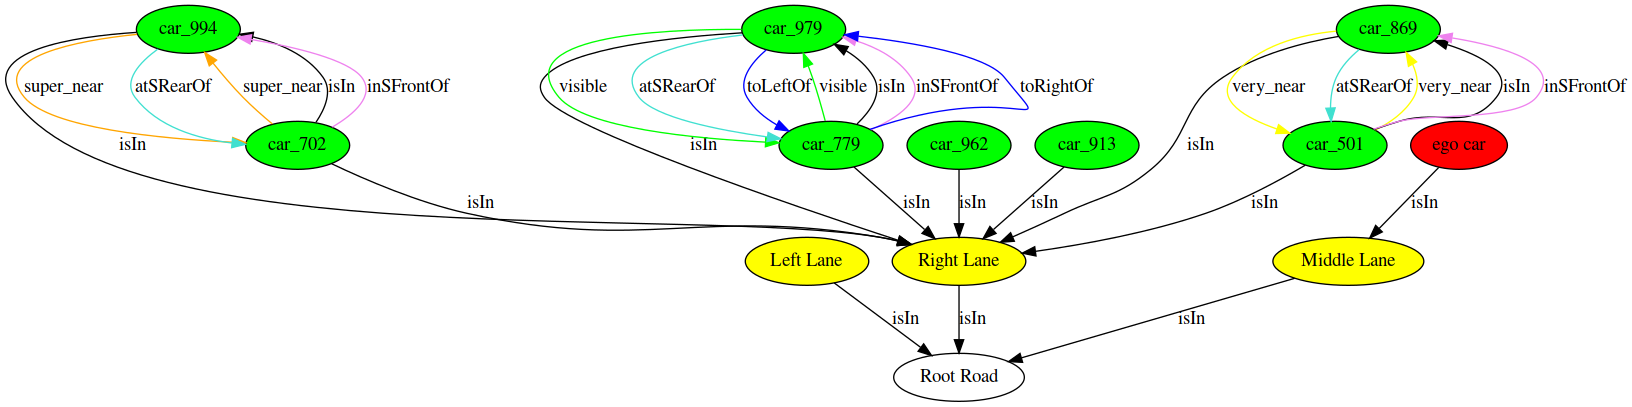 car_994
car_979
car_869
super_near
atSRearOf
super_near
isIn
inSFrontOf
visible
atSRearOf
toLeftOf
visible
isIn
inSFrontOf
toRightOf
very_near
atSRearOf
very_near
isIn
inSFrontOf
isIn
car_702
isIn
car_779
car_962
car_913
isIn
car_501
ego car
isIn
isIn
isIn
isIn
isIn
isIn
Left Lane
Right Lane
Middle Lane
isIn
isIn
isIn
Root Road